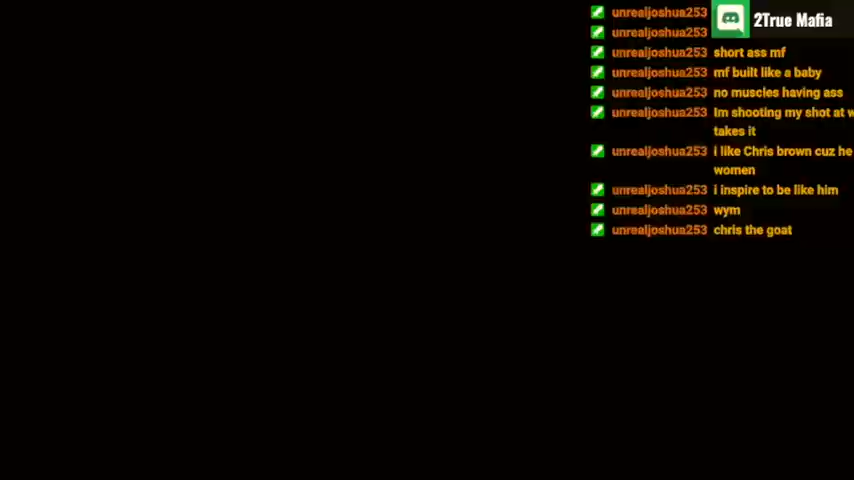 unrealjoshua253
2True Mafia
unrealjoshua253
unrealjoshua253 short ass mf
unrealjoshua253 mf built like a baby
unrealjoshua253 no muscles having ass
unrealjoshua253 Im shooting my shot at
takes it
unrealjoshua253 i like Chris brown cuz he
women
unrealjoshua253 i inspire to be like him
unrealjoshua253 wym
unrealjoshua253 chris the goat